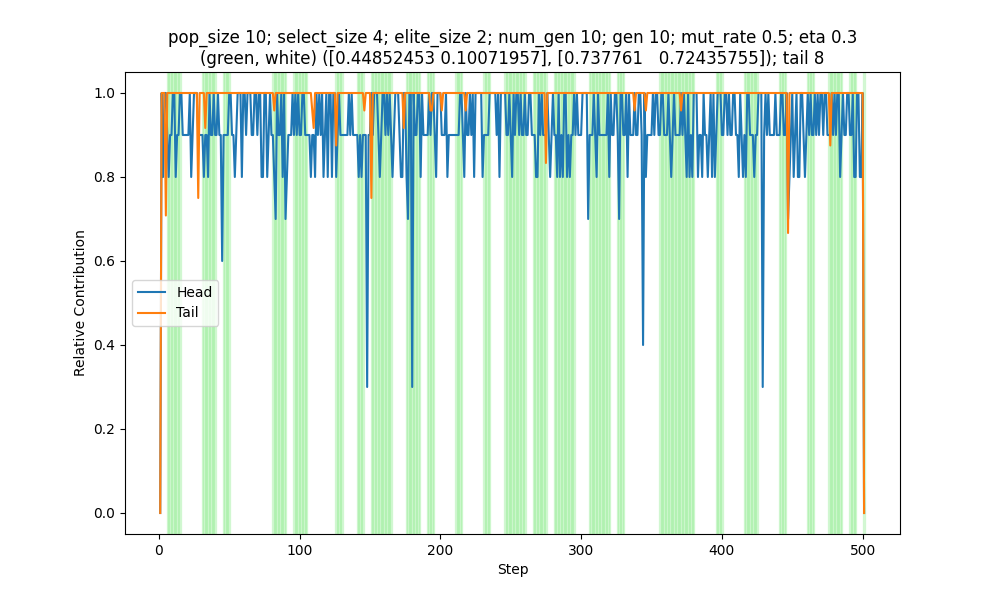 pop_size 10; select_size 4; elite_size 2; num_gen 10; gen 10; mut_rate 0.5; eta 0.3
(green, white) ([0.44852453 0.10071957], [0.737761   0.72435755]); tail 8
1.0
0.8
0.6
0.4
0.2
0.0
Relative Contribution
Head
Tail
0
100
200
300
400
500
Step